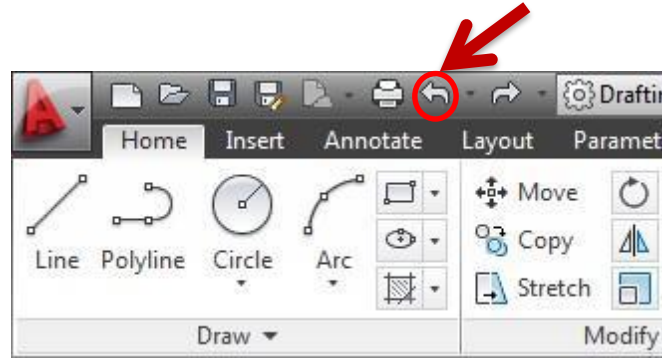 Draftin
Home Insert Annotate Layout Paramet
Line Polyline Circle Arc
Move
Copy
Stretch
Draw Modify